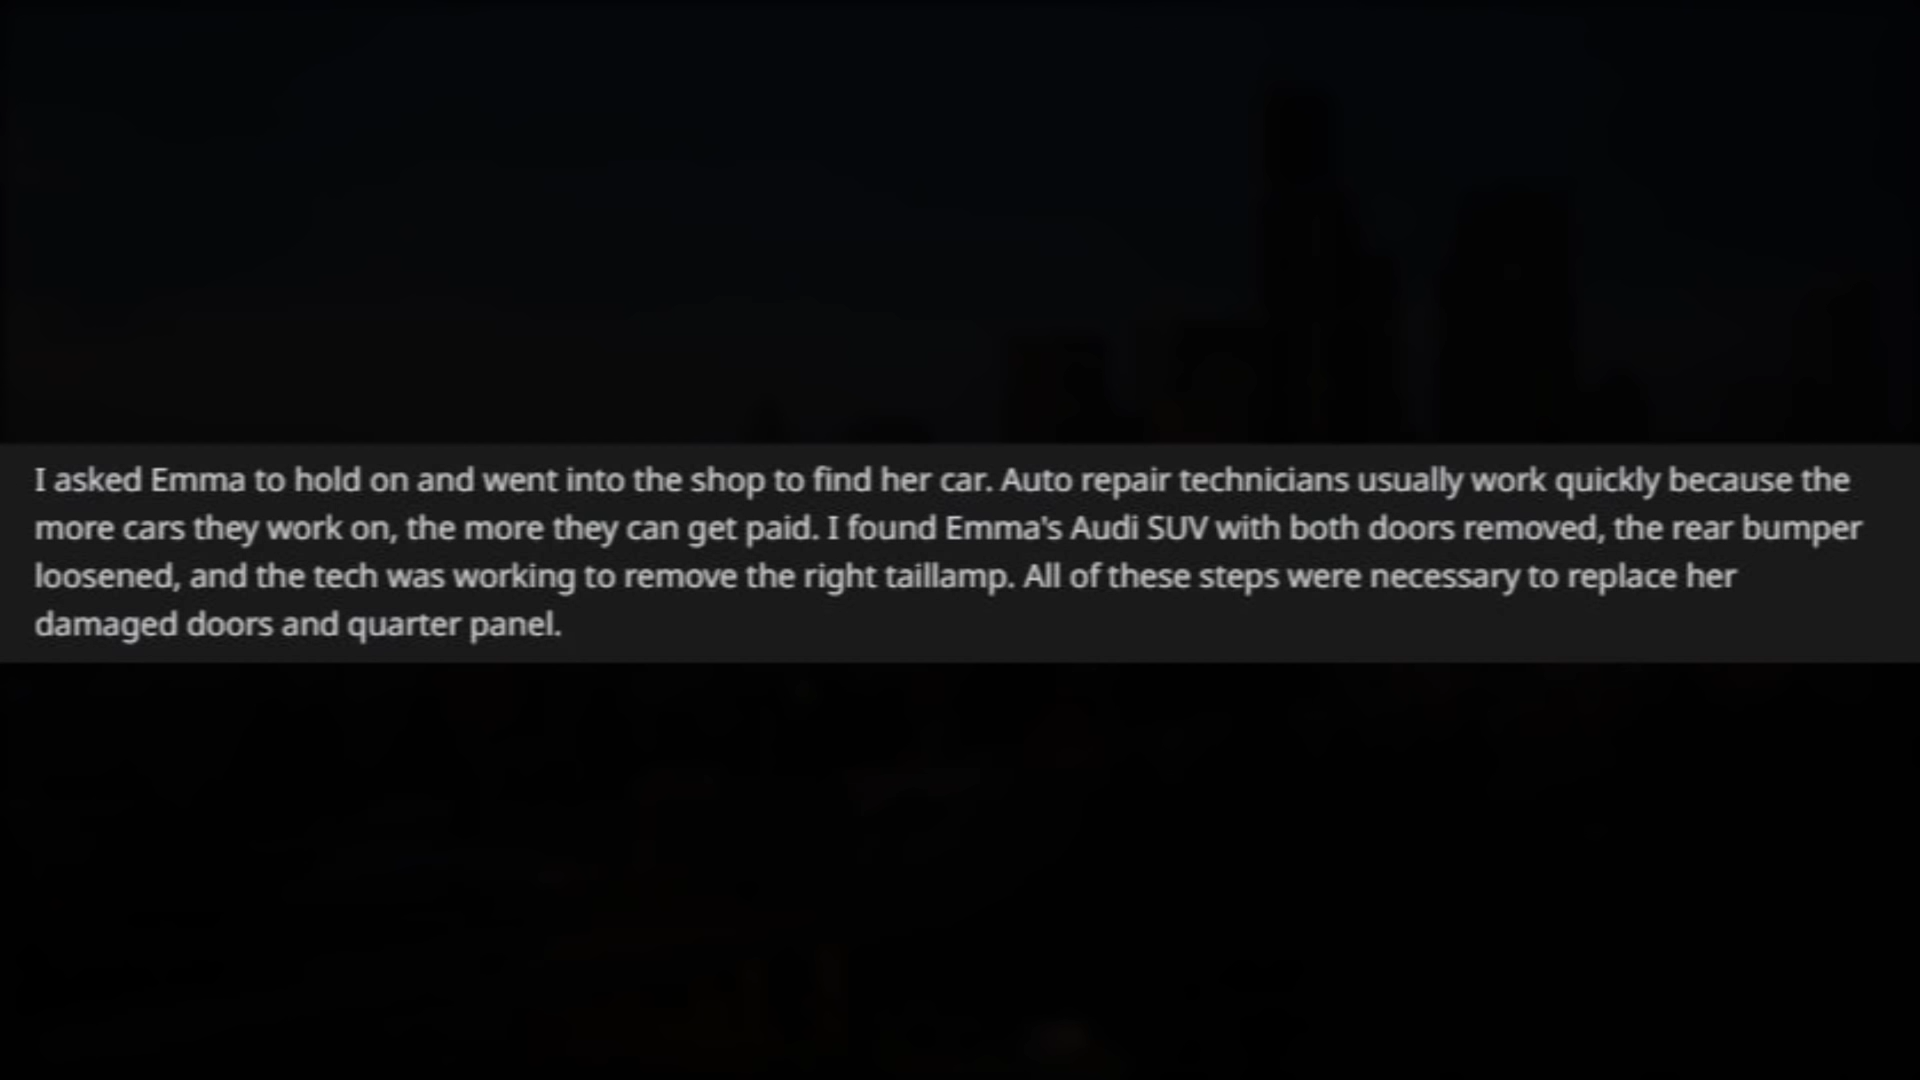 I asked Emma to hold on and went into the shop to find her car. Auto repair technicians usually work quickly because the
more cars they work on, the more they can get paid. I found Emma's Audi SUV with both doors removed, the rear bumper
loosened, and the tech was working to remove the right taillamp. All of these steps were necessary to replace her
damaged doors and quarter panel.